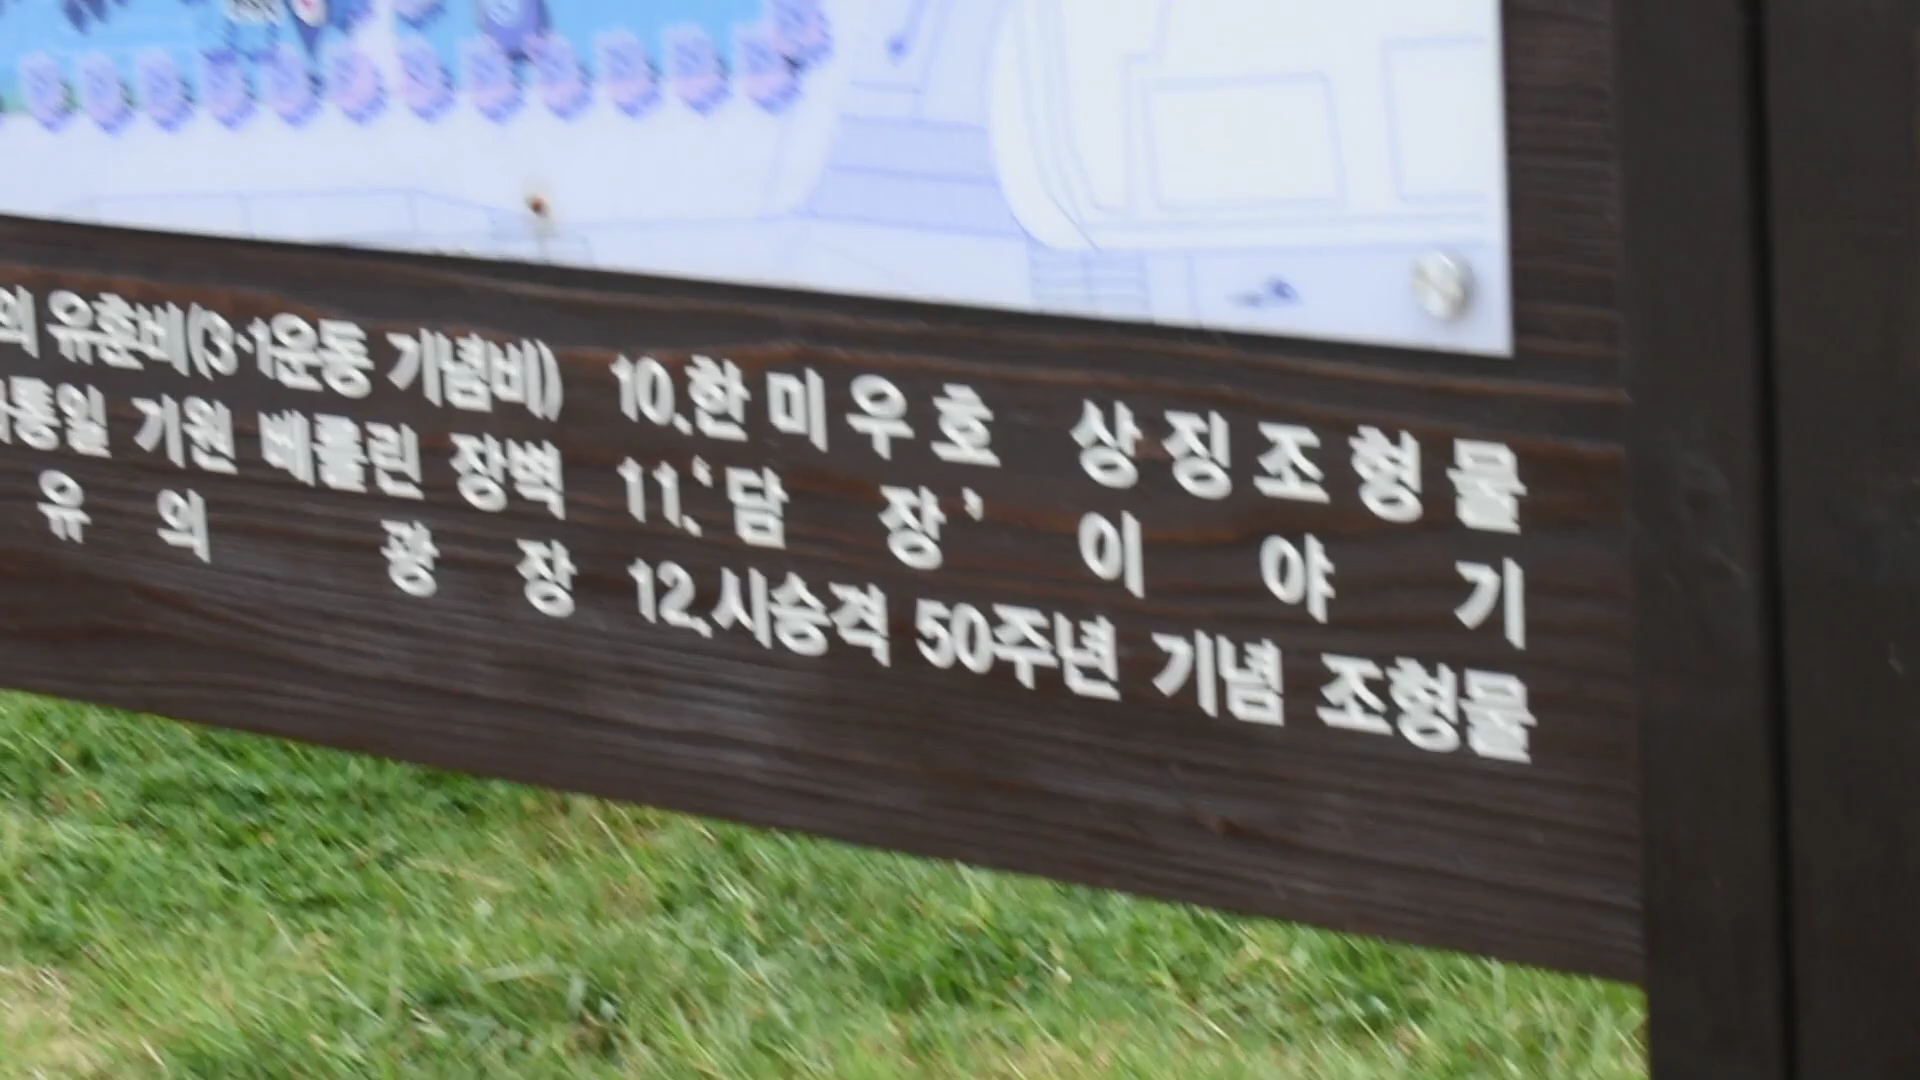 의 유훈비(3·1운동 기념비) 10.한미우호 상징조형물
통일 기원 베를린 장벽 11.'담 장' 이 야 기
유 의 광 장 12.시승격 50주년 기념 조형물